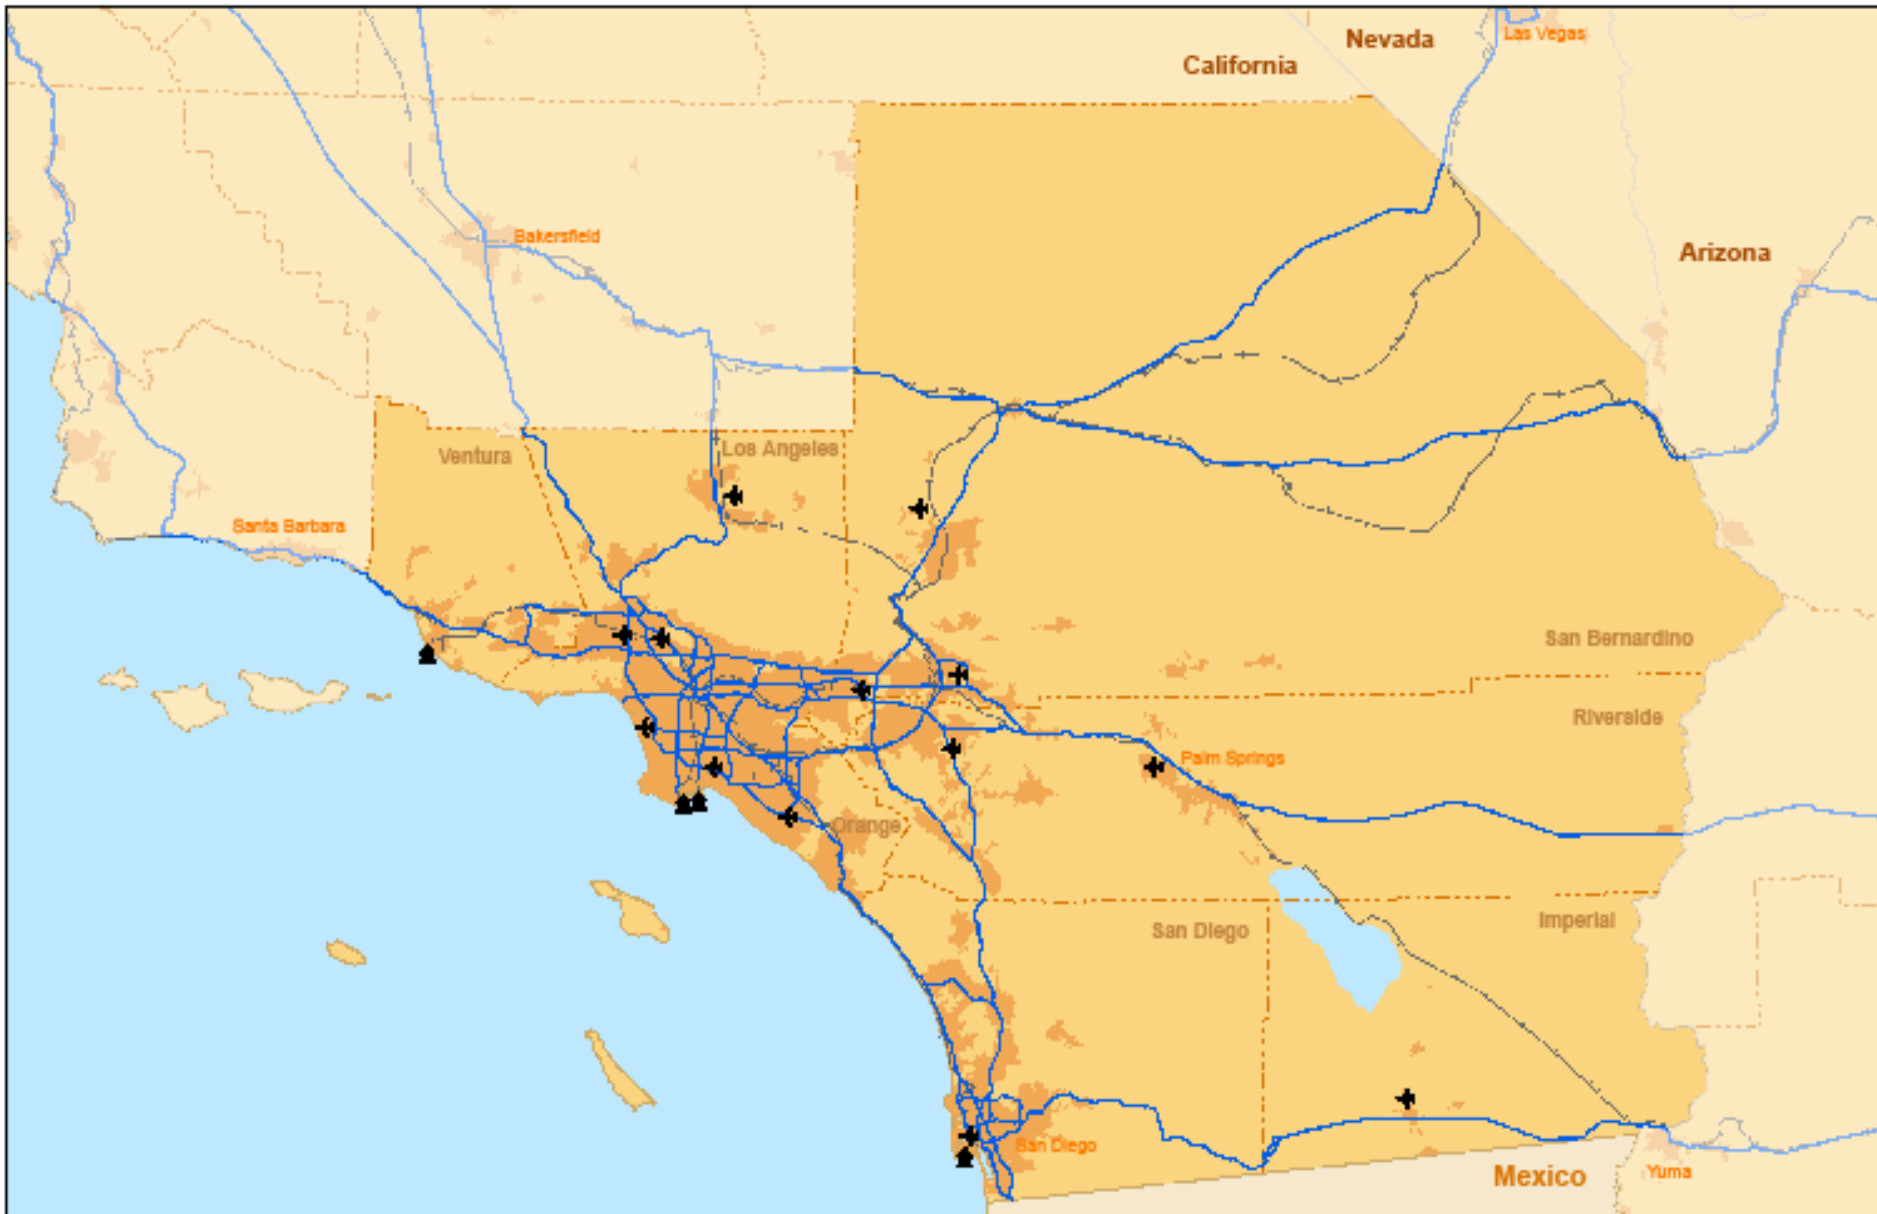 Las Vegas
Nevada
California
Bakersfield
Arizona
Ventura
Los Angeles
Santa Barbara
San Bernardino
Riverside
Palm Springs
Orange
San Diego
Imperial
San Diego
Mexico
Yuma